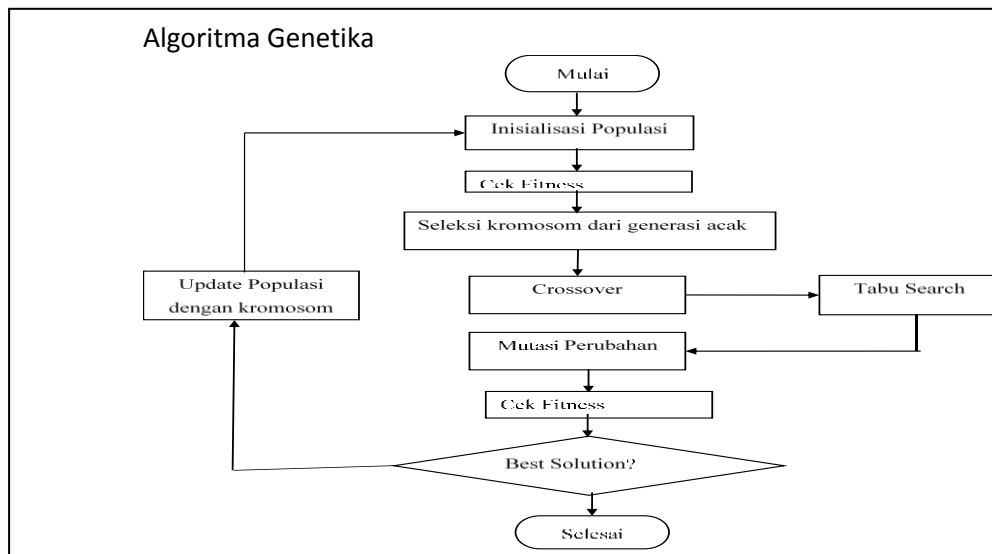 Algoritma Genetika
Mulai
Inisialisasi Populasi
Cek Fitness
Seleksi kromosom dari generasi acak
Crossover
Tabu Search
Update Populasi
dengan kromosom
Mutasi Perubahan
Cek Fitness
Best Solution?
Selesai